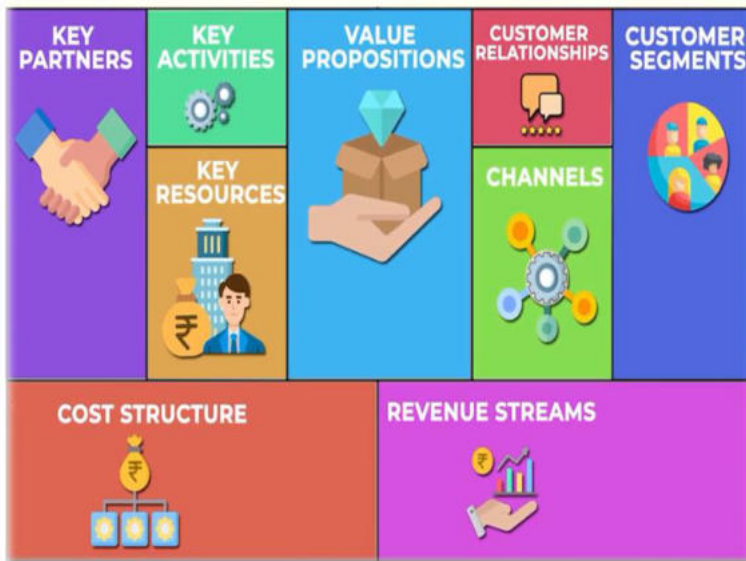 KEY
PARTNERS
KEY
ACTIVITIES
KEY
RESOURCES
₹
VALUE
PROPOSITIONS
CUSTOMER
RELATIONSHIPS
CHANNELS
CUSTOMER
SEGMENTS
COST STRUCTURE
₹
REVENUE STREAMS
₹